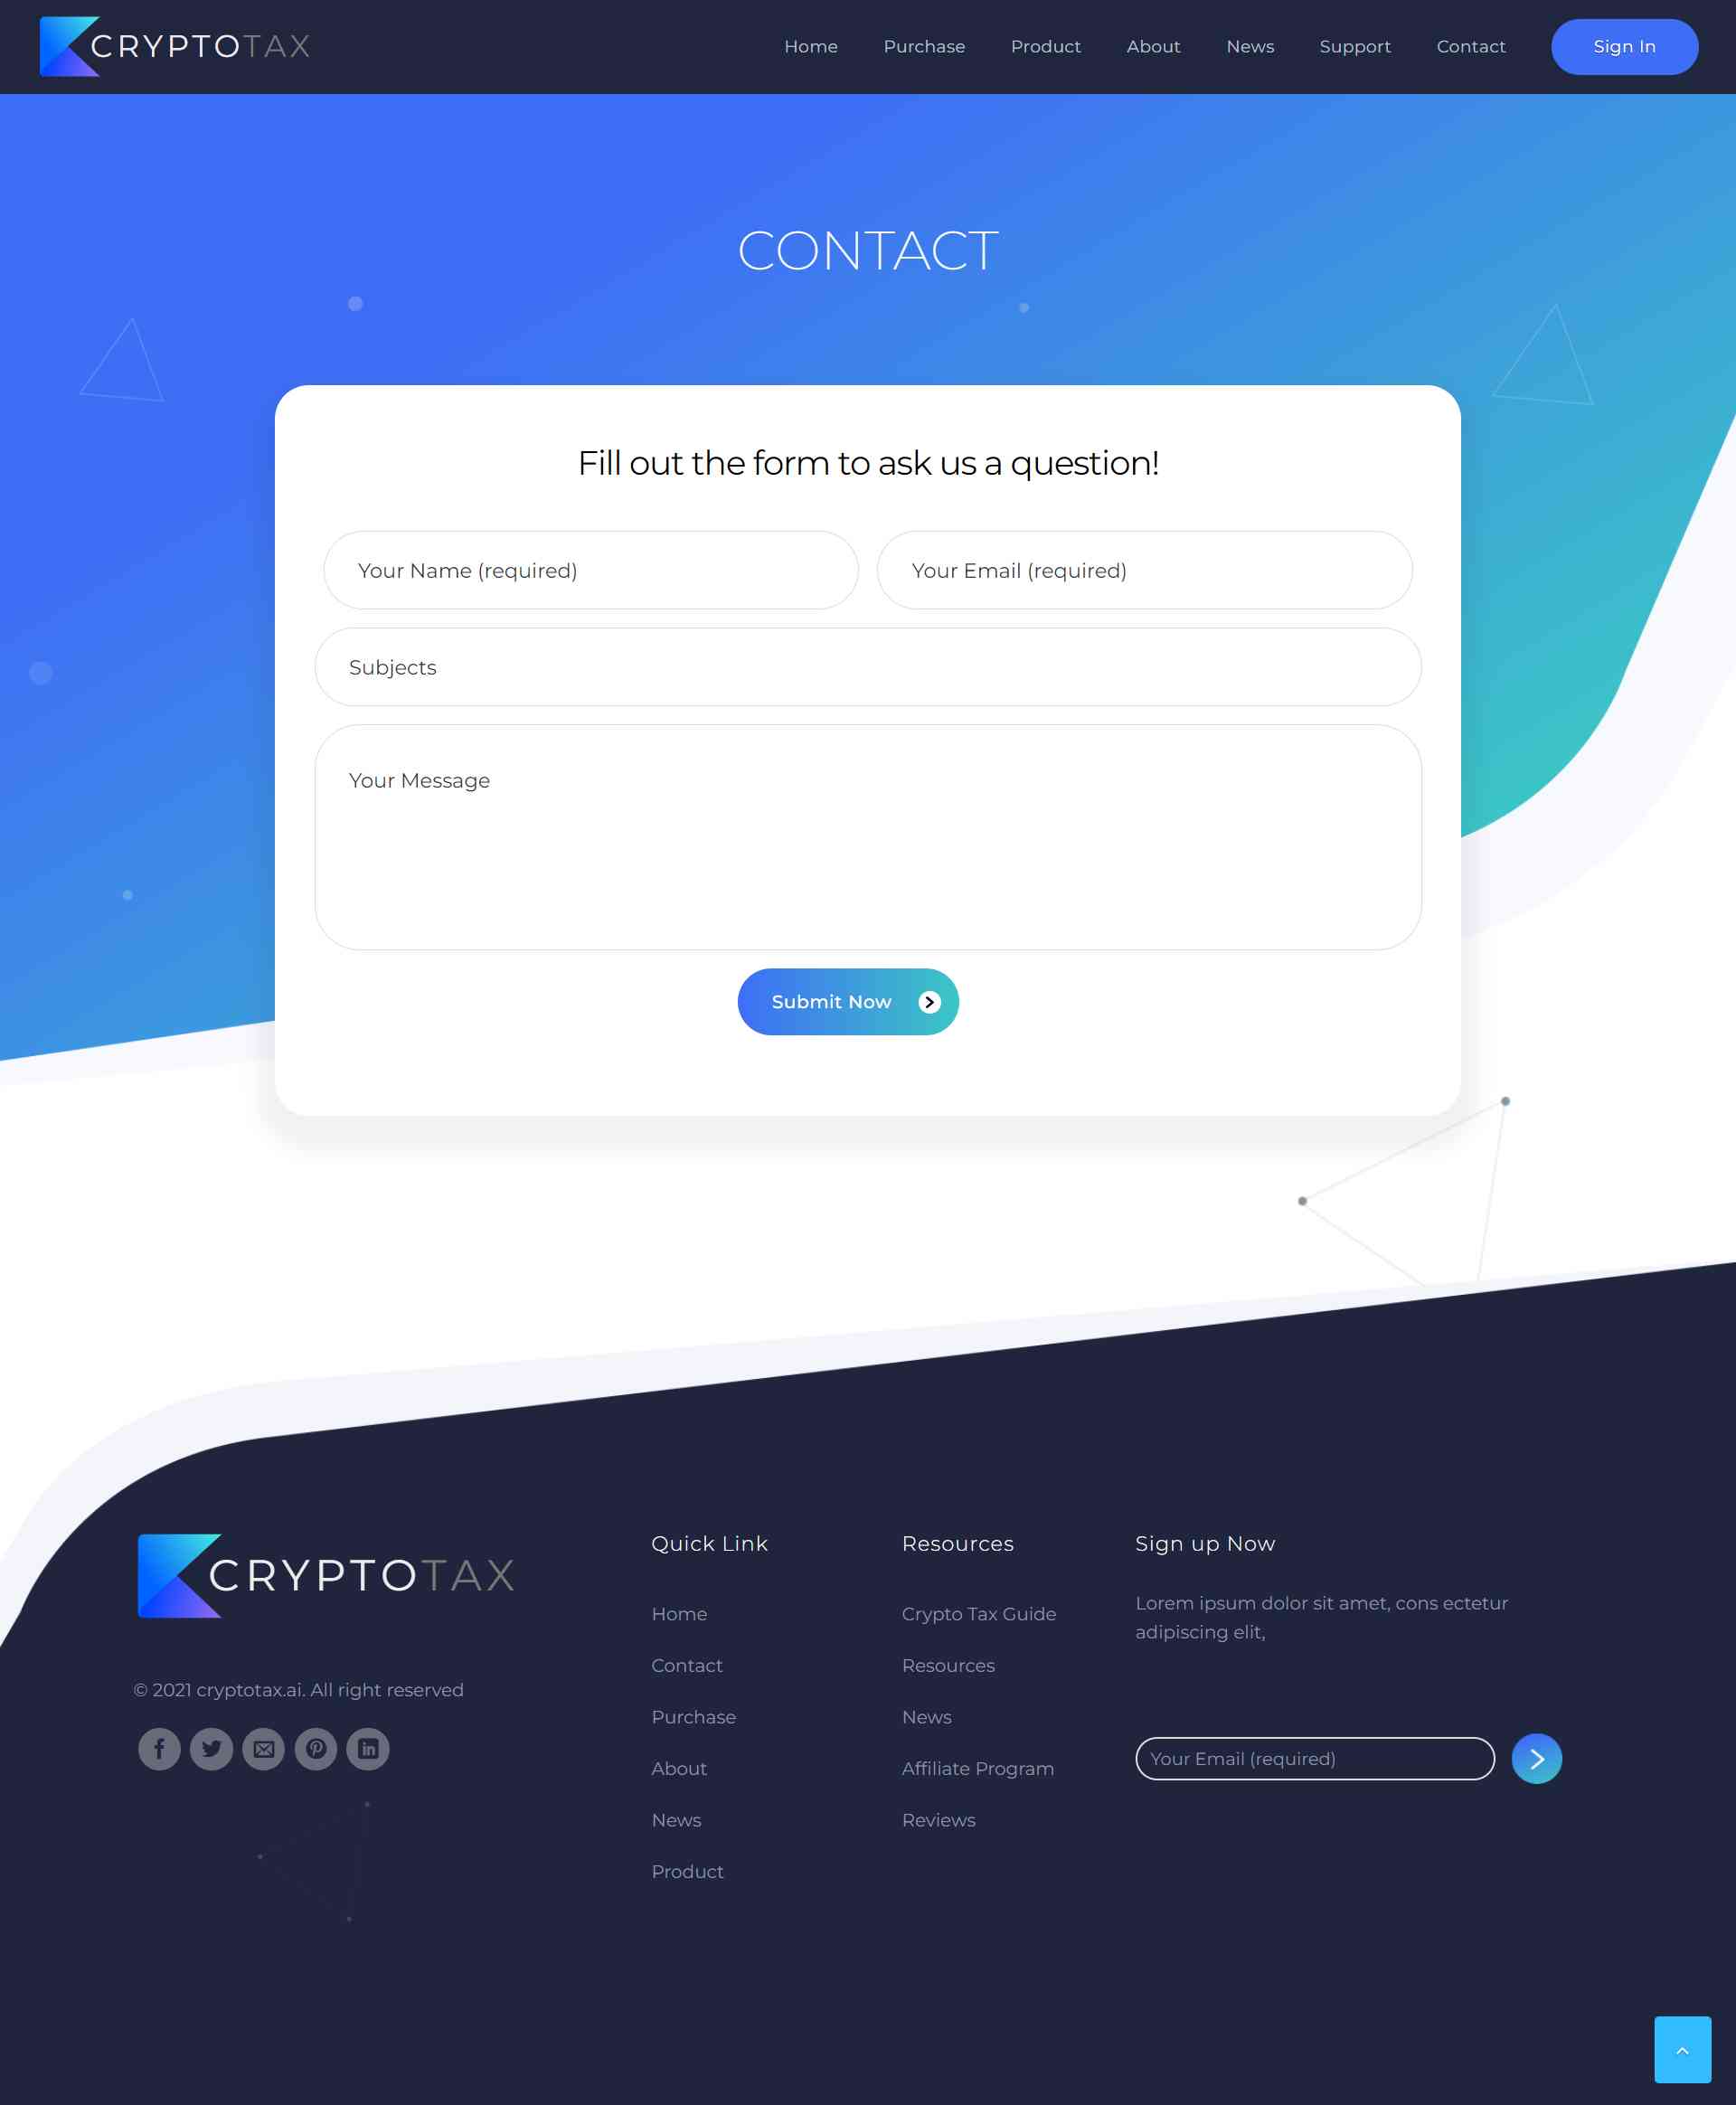 CRYPTOTAX
Home
Purchase
Product
About
News
Support
Contact
Sign In
CONTACT
Fill out the form to ask us a question!
Your Name (required)
Your Email (required)
Subjects
Your Message
Submit Now
CRYPTOTAX
© 2021 cryptotax.ai. All right reserved
Quick Link
Home
Contact
Purchase
About
News
Product
Resources
Crypto Tax Guide
Resources
News
Affiliate Program
Reviews
Sign up Now
Lorem ipsum dolor sit amet, cons ectetur
adipiscing elit,
Your Email (required)